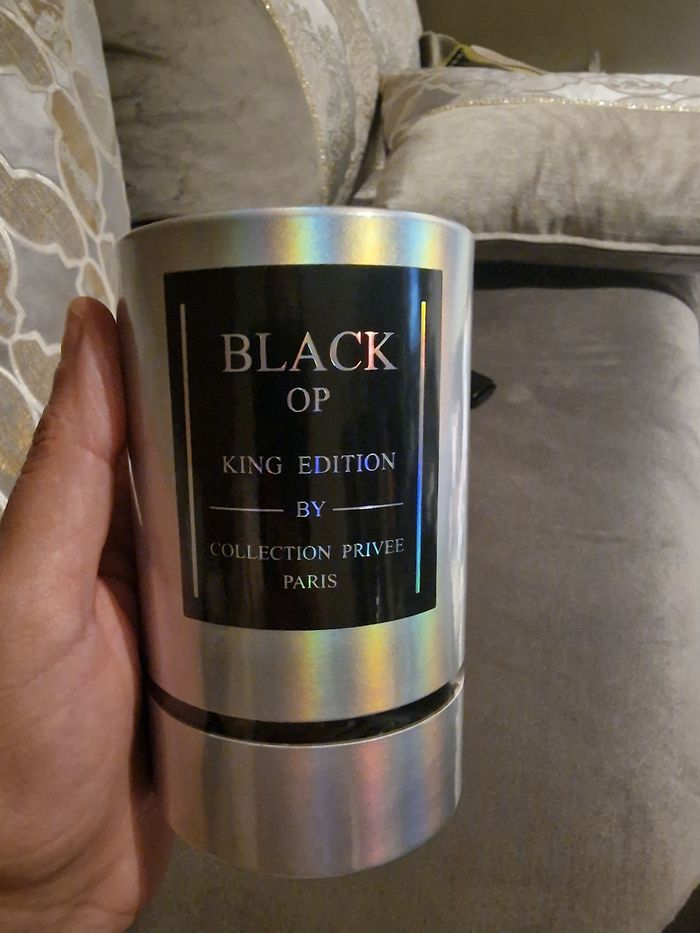 BLACK
OP
KING EDITION
BY
COLLECTION PRIVEE
PARIS